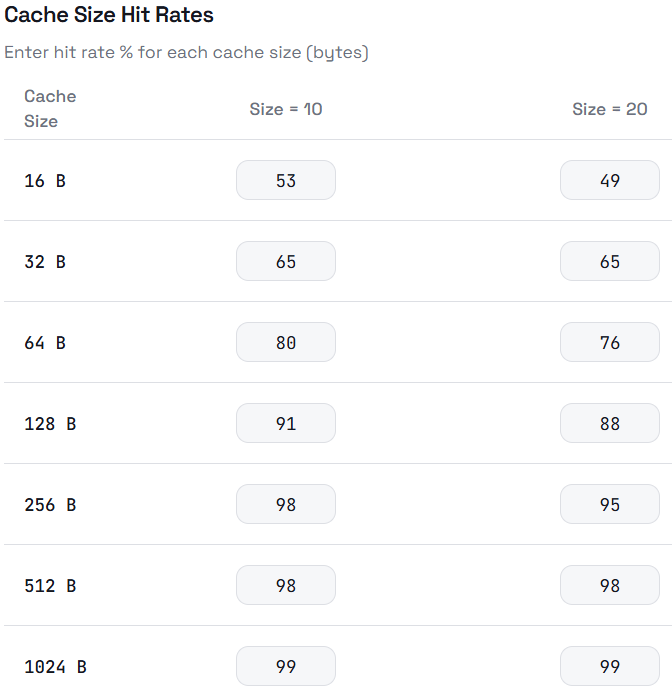 Cache Size Hit Rates
Enter hit rate % for each cache size (bytes)
Cache Size Size = 10 Size = 20
16 B 53 49
32 B 65 65
64 B 80 76
128 B 91 88
256 B 98 95
512 B 98 98
1024 B 99 99